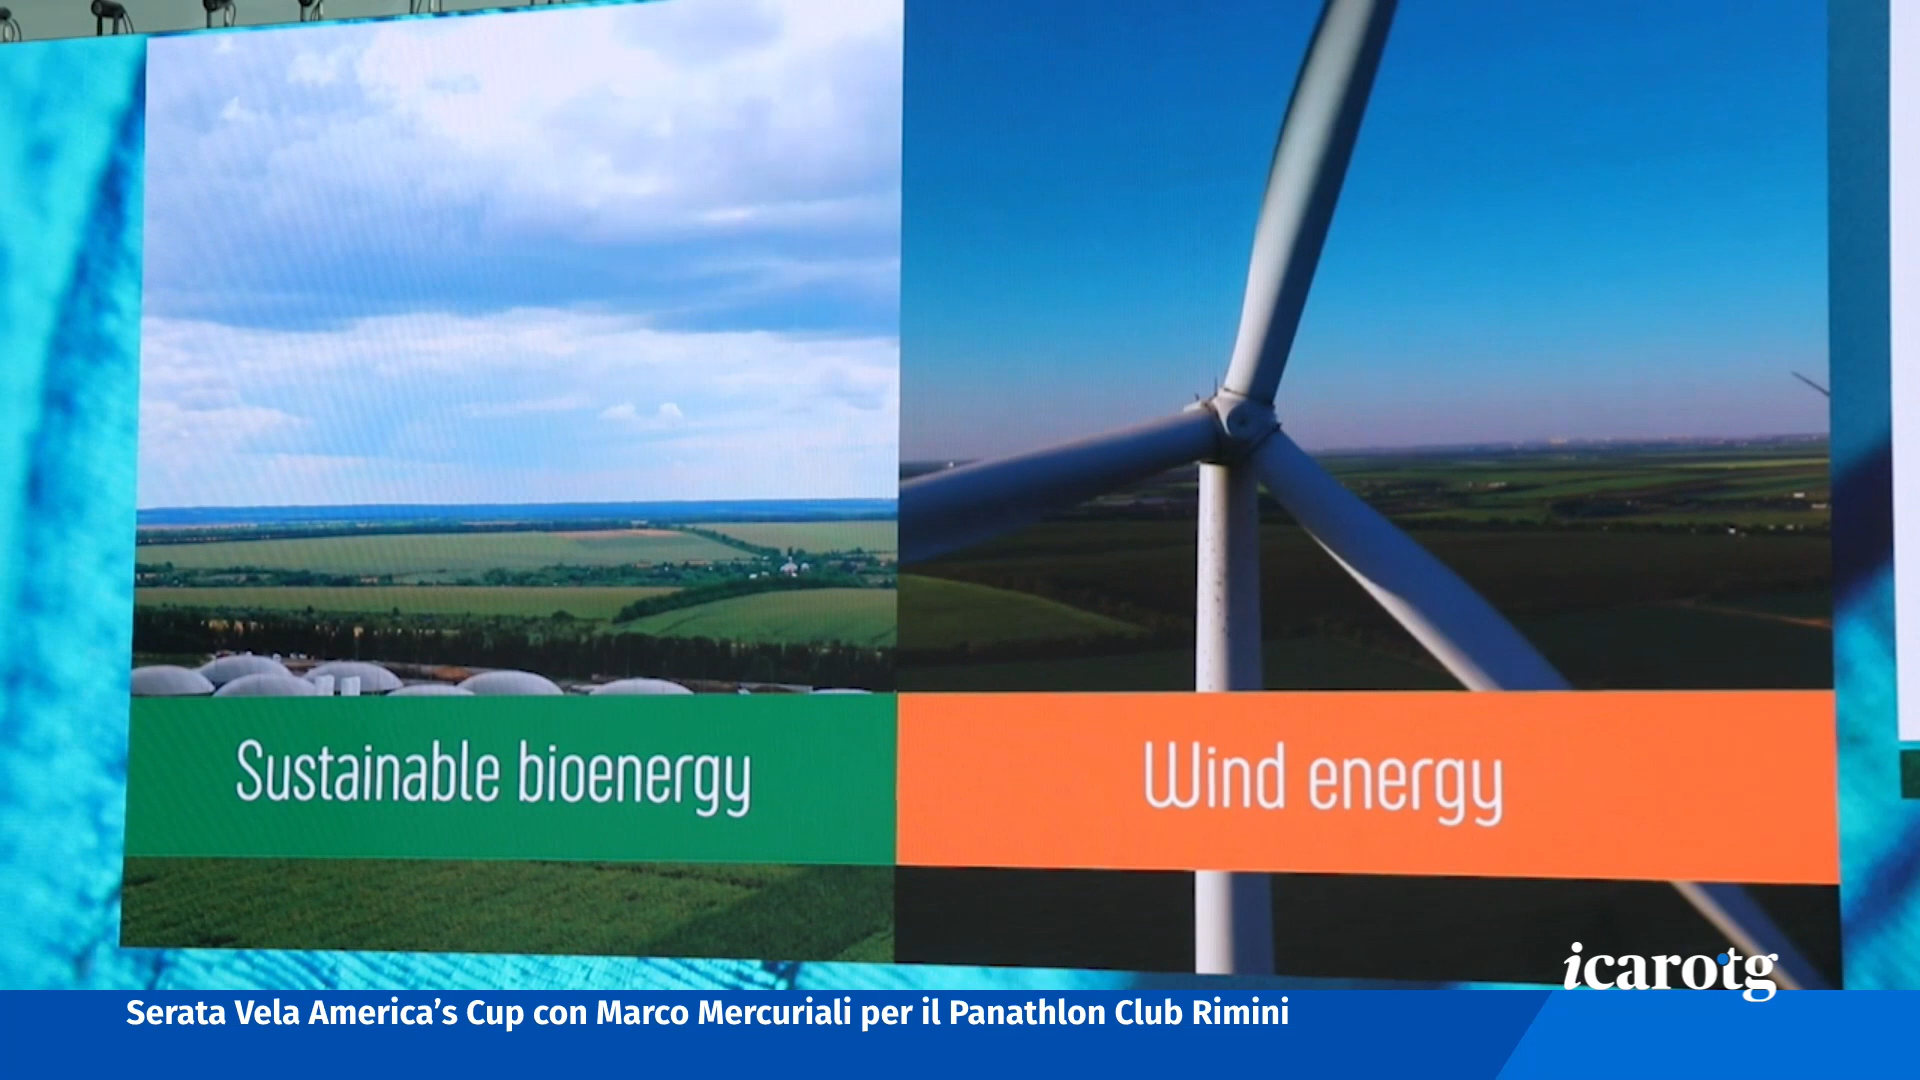 Sustainable bioenergy
Wind energy
icarotg
Serata Vela America’s Cup con Marco Mercuriali per il Panathlon Club Rimini